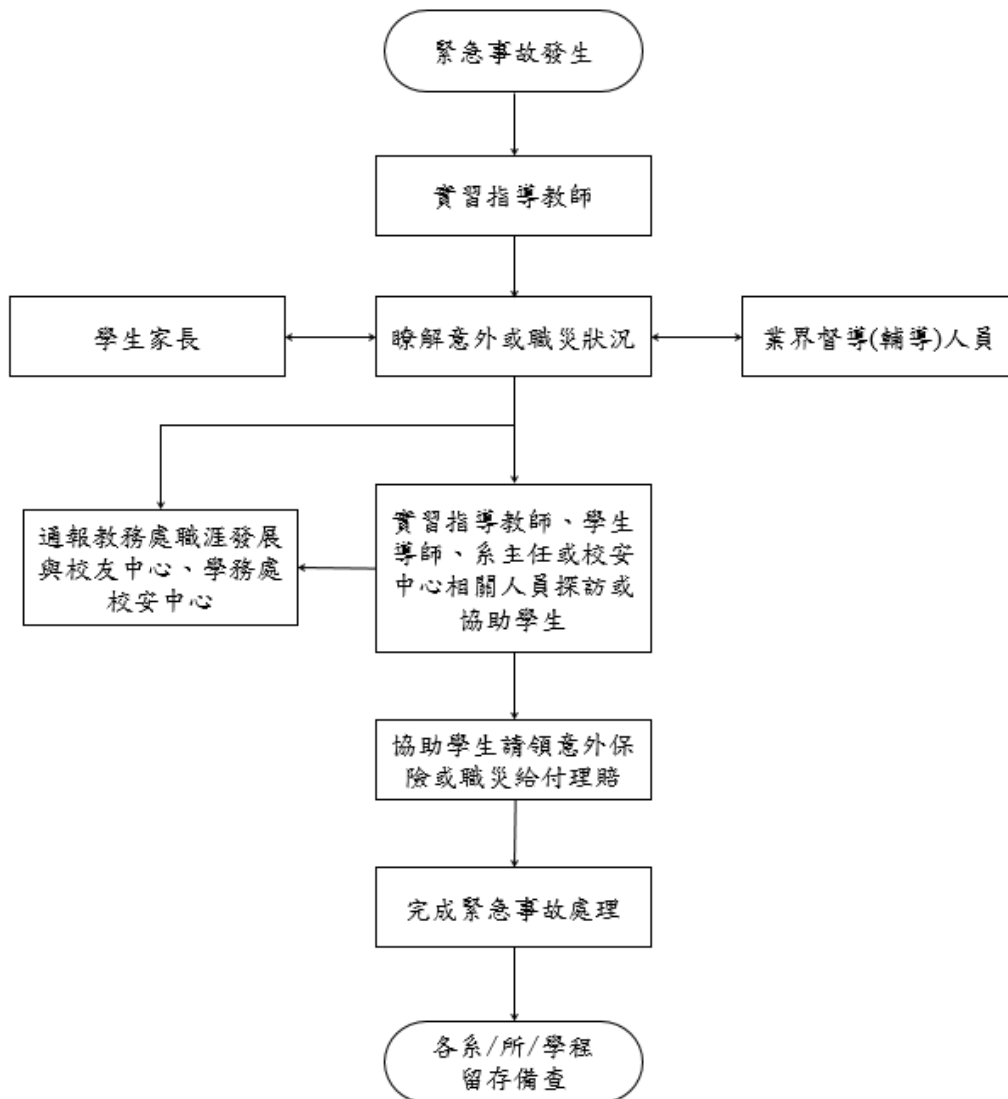 緊急事故發生
實習指導教師
學生家長
瞭解意外或職災狀況
業界督導(輔導)人員
通報教務處職涯發展
與校友中心、學務處
校安中心
實習指導教師、學生
導師、系主任或校安
中心相關人員探訪或
協助學生
協助學生請領意外保
險或職災給付理賠
完成緊急事故處理
各系/所/學程
留存備查